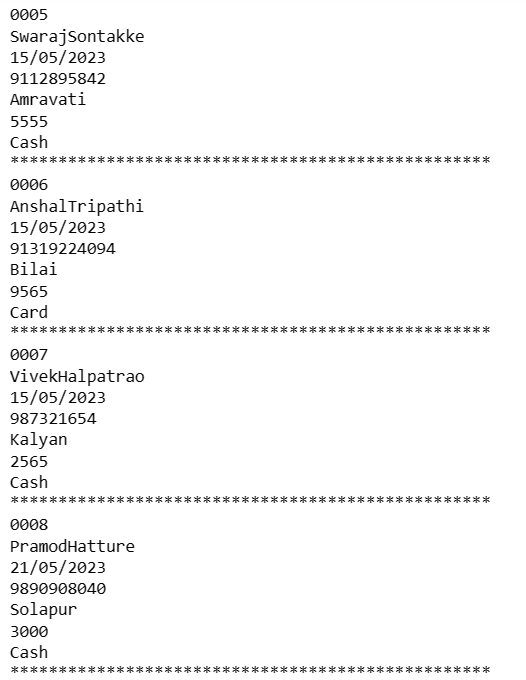 0005
SwarajSontakke
15/05/2023
9112895842
Amravati
5555
Cash
**************************************************
0006
AnshalTripathi
15/05/2023
91319224094
Bilai
9565
Card
**************************************************
0007
VivekHalpatrao
15/05/2023
987321654
Kalyan
2565
Cash
**************************************************
0008
PramodHatture
21/05/2023
9890908040
Solapur
3000
Cash
**************************************************